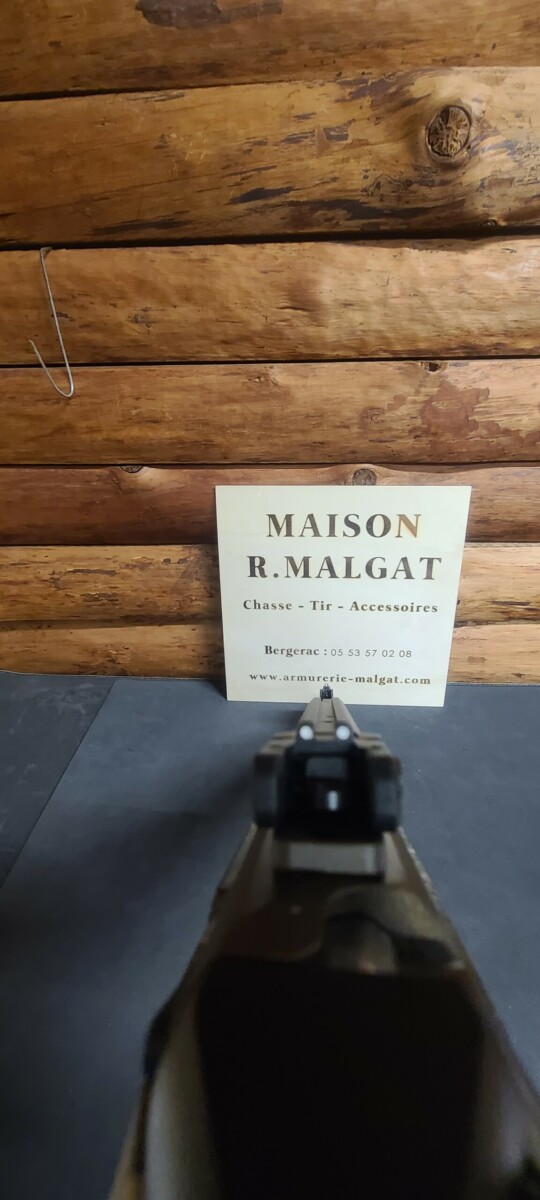 MAISON
R.MALGAT
Chasse - Tir - Accessoires
Bergerac : 05 53 57 02 08
www.armurerie-malgat.com